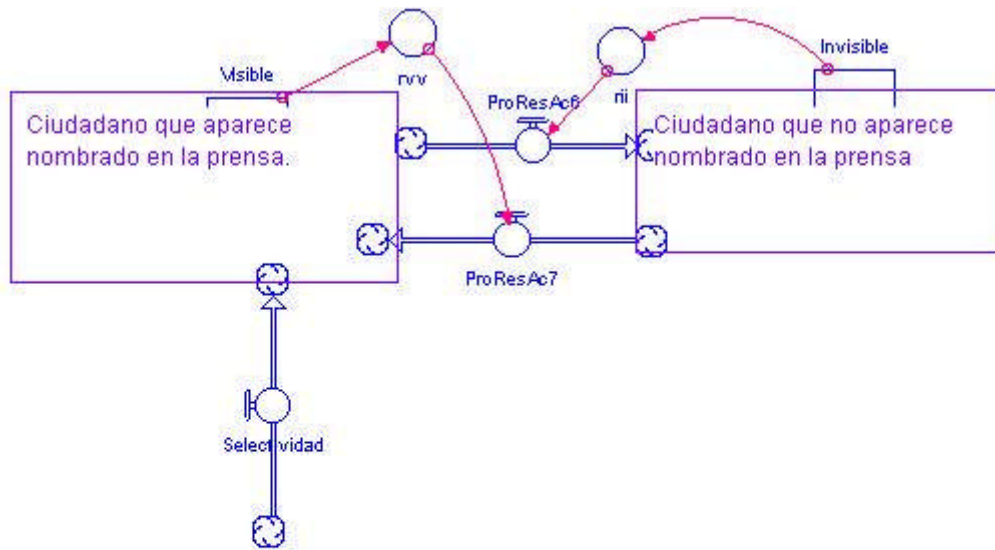 Visible
rvv
rii
Invisible
ProResAc6
Ciudadano que aparece
nombrado en la prensa.
Ciudadano que no aparece
nombrado en la prensa
ProResAc7
Selectividad